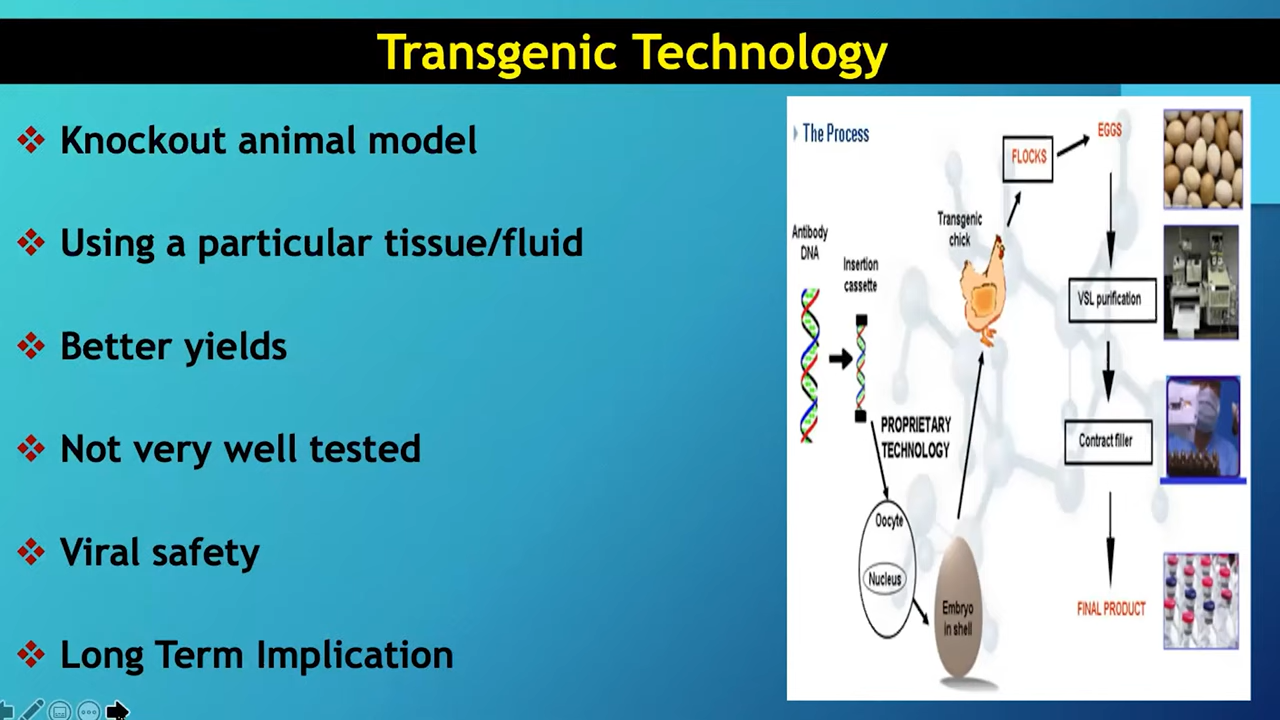 Transgenic Technology
Knockout animal model
Using a particular tissue/fluid
Better yields
Not very well tested
Viral safety
Long Term Implication
The Process
Antibody
DNA
Insertion
cassette
PROPRIETARY
TECHNOLOGY
Oocyte
Nucleus
Embryo
in shell
Transgenic
chick
FLOCKS
EGGS
VSL purification
Contract filler
FINAL PRODUCT